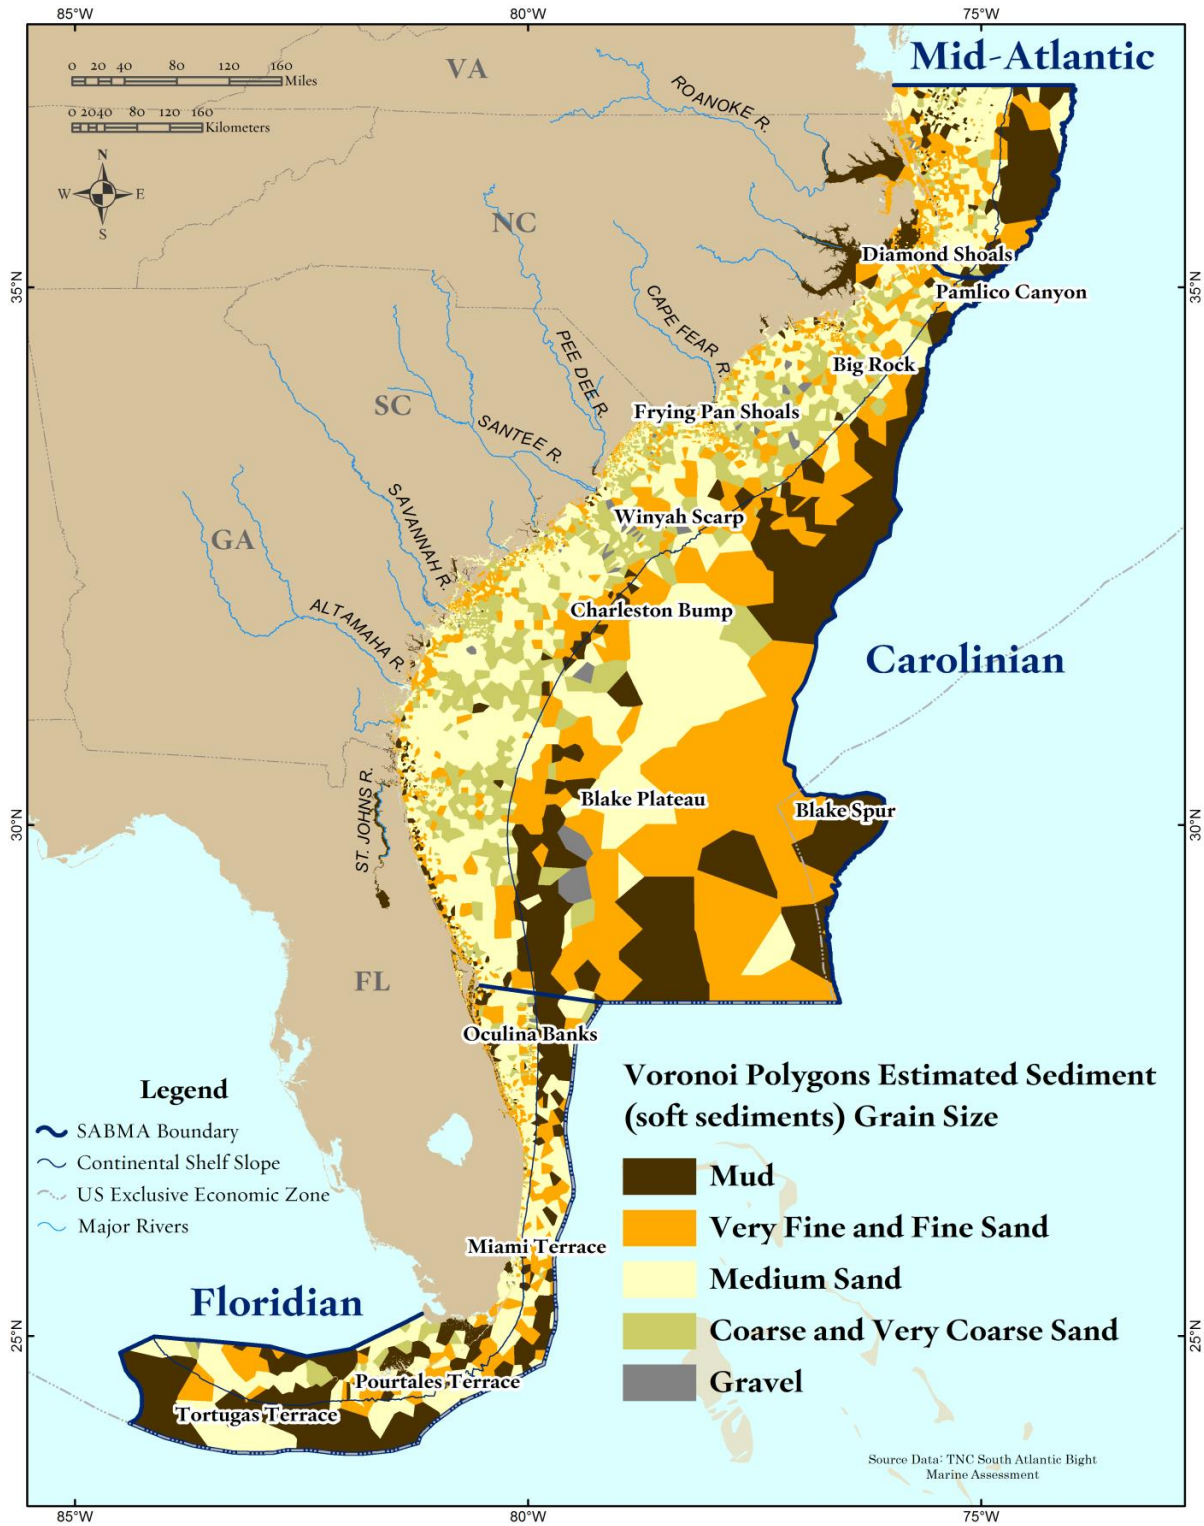 85°W
80°W
75°W
Mid-Atlantic
VA
0 20 40 80 120 160
Miles
0 20 40 80 120 160
Kilometers
ROANOKE R.
N
W E
S
NC
Diamond Shoals
35°N
35°N
Pamlico Canyon
CAPE FEAR R.
PEE DEE R.
Big Rock
SC
Frying Pan Shoals
SANTEE R.
SAVANNAH R.
Winyah Scarp
GA
ALTAMAHA R.
Charleston Bump
Carolinian
ST. JOHNS R.
Blake Plateau
Blake Spur
30°N
30°N
FL
Oculina Banks
Voronoi Polygons Estimated Sediment
(soft sediments) Grain Size
Mud
Very Fine and Fine Sand
Medium Sand
Coarse and Very Coarse Sand
Gravel
Legend
SABMA Boundary
Continental Shelf Slope
US Exclusive Economic Zone
Major Rivers
Miami Terrace
Floridian
25°N
25°N
Pourtales Terrace
Tortugas Terrace
Source Data: TNC South Atlantic Bight
Marine Assessment
85°W
80°W
75°W